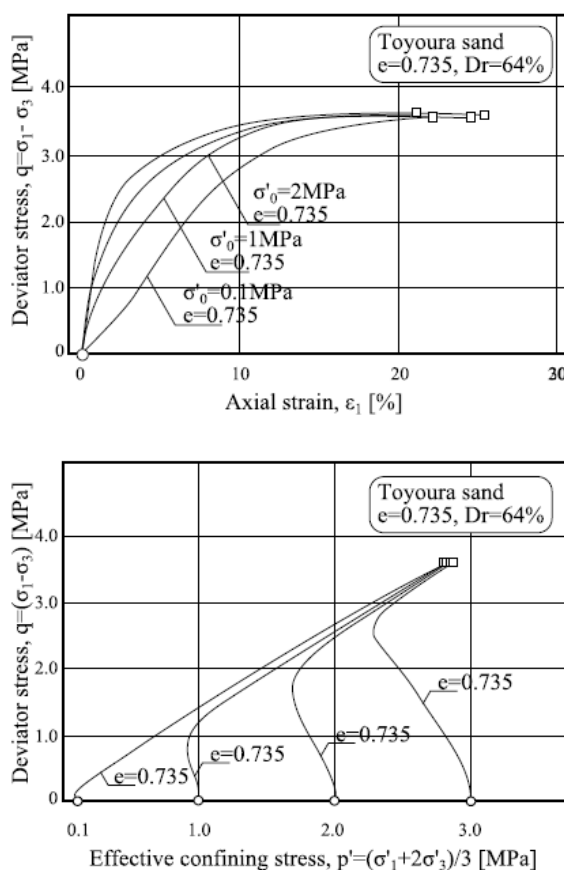 Toyoura sand
e=0.735, Dr=64%
Deviator stress, q=σ1- σ3 [MPa]
4.0
3.0
2.0
1.0
0
σ'0=2MPa
e=0.735
σ'0=1MPa
e=0.735
σ'0=0.1MPa
e=0.735
0
10
20
30
Axial strain, ε1 [%]
Toyoura sand
e=0.735, Dr=64%
Deviator stress, q=(σ1-σ3) [MPa]
4.0
3.0
2.0
1.0
0
e=0.735
e=0.735
e=0.735
e=0.735
0.1
1.0
2.0
3.0
Effective confining stress, p'=(σ'1+2σ'3)/3 [MPa]